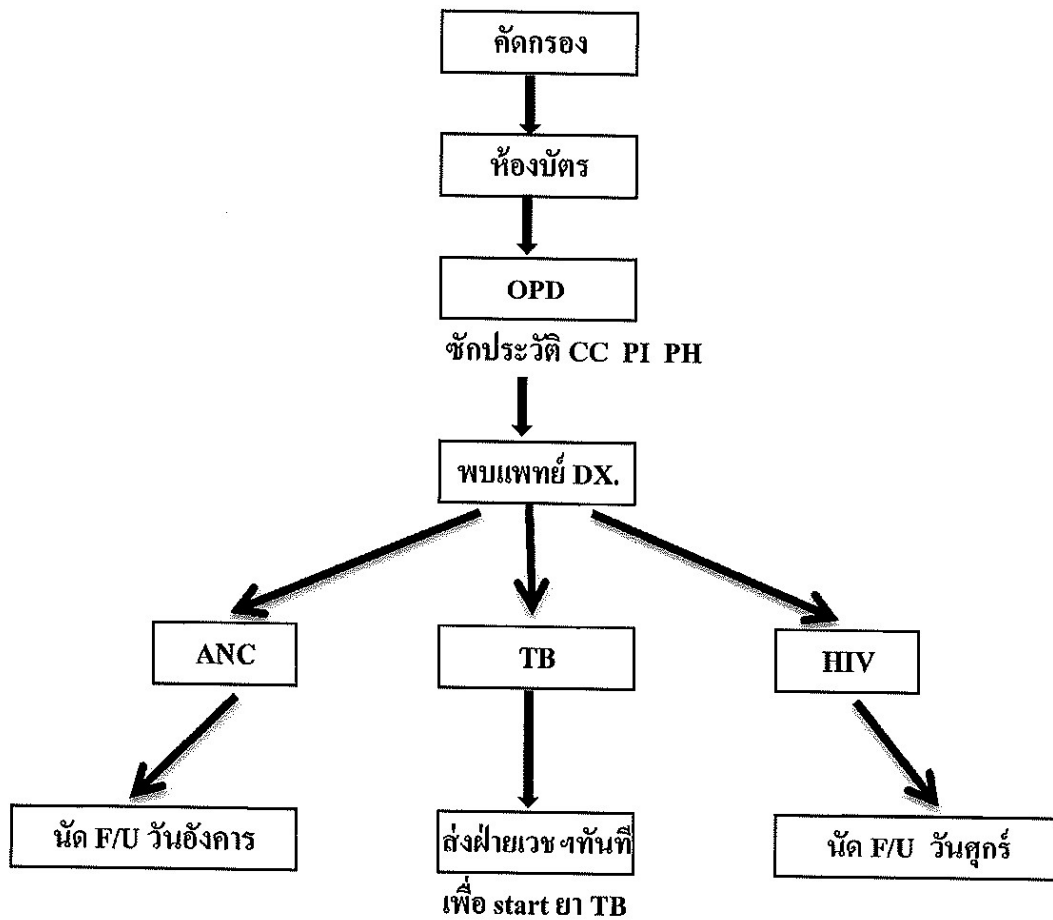 คัดกรอง
ห้องบัตร
OPD
ซักประวัติ CC PI PH
พบแพทย์ DX.
ANC
TB
HIV
นัด F/U วันอังคาร
ส่งฝ่ายเวช ฯทันที
เพื่อ start ยา TB
นัด F/U วันศุกร์